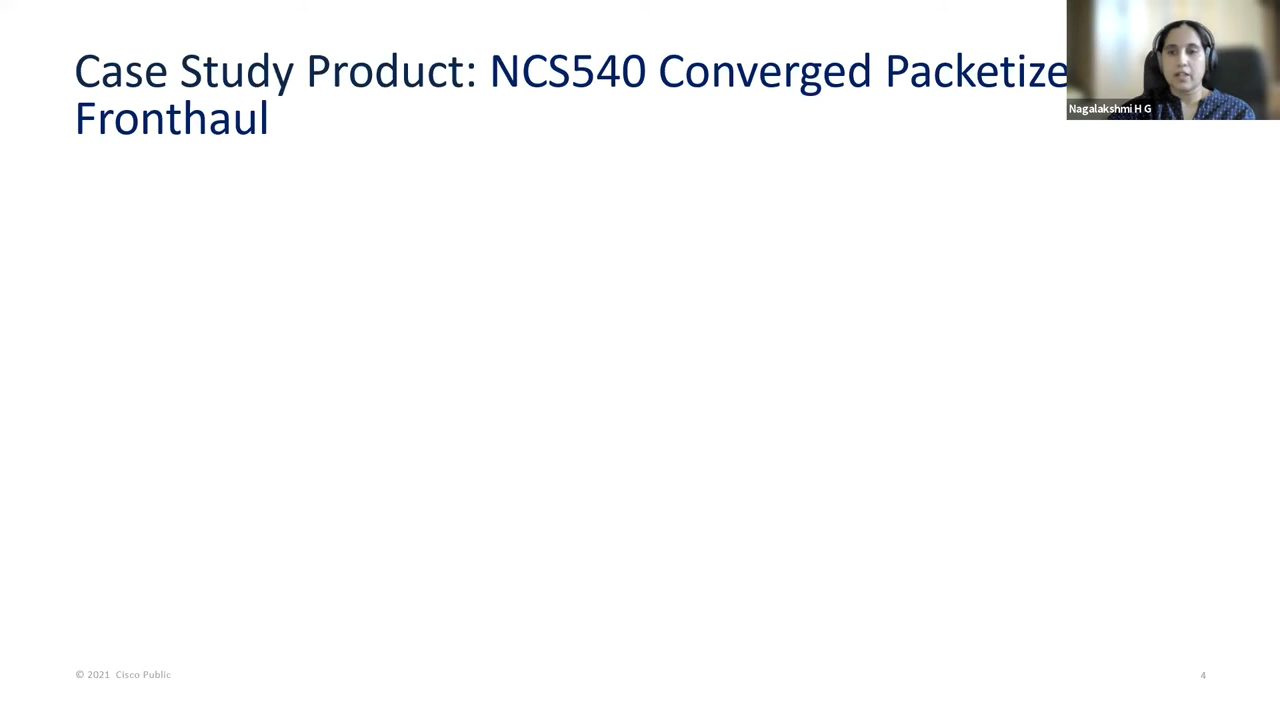 Case Study Product: NCS540 Converged Packetize
Fronthaul
Nagalakshmi H G
© 2021 Cisco Public
4